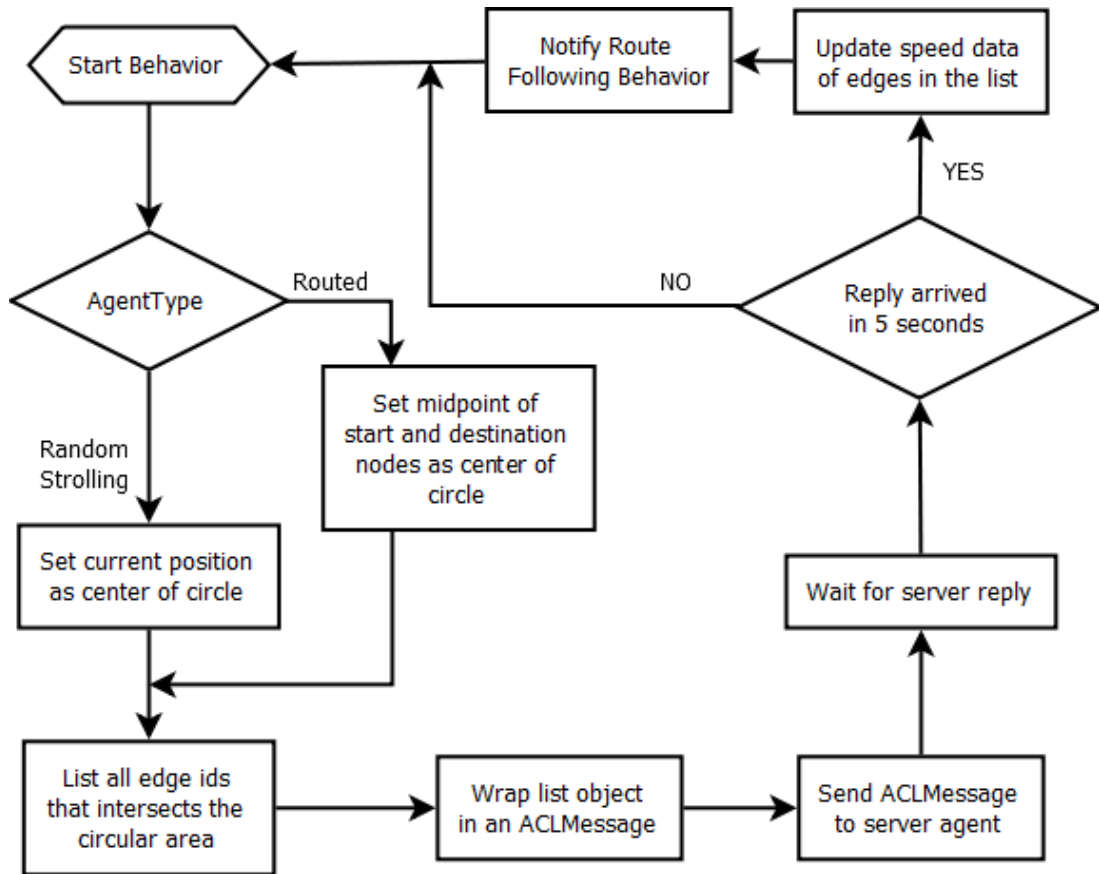 Start Behavior
Notify Route
Following Behavior
Update speed data
of edges in the list
YES
AgentType
Routed
NO
Reply arrived
in 5 seconds
Set midpoint of
start and destination
nodes as center of
circle
Random
Strolling
Set current position
as center of circle
Wait for server reply
List all edge ids
that intersects the
circular area
Wrap list object
in an ACLMessage
Send ACLMessage
to server agent